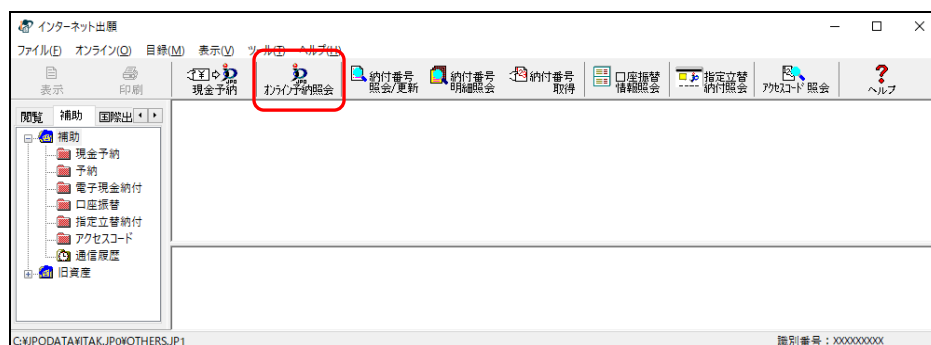 インターネット出願
ファイル(F) オンライン(O) 目録(M) 表示(V) ツール(T) ヘルプ(H)
表示 印刷 現金予納 オンライン予納照会 納付番号照会/更新 納付番号明細照会 納付番号取得 口座振替情報照会 指定立替納付照会 アクセスコード照会 ヘルプ
閲覧 補助 国際出
補助
現金予納
予納
電子現金納付
口座振替
指定立替納付
アクセスコード
通信履歴
旧資産
C:¥JPODATA¥ITAK.JP0¥OTHERS.JP1 識別番号:XXXXXXXXX